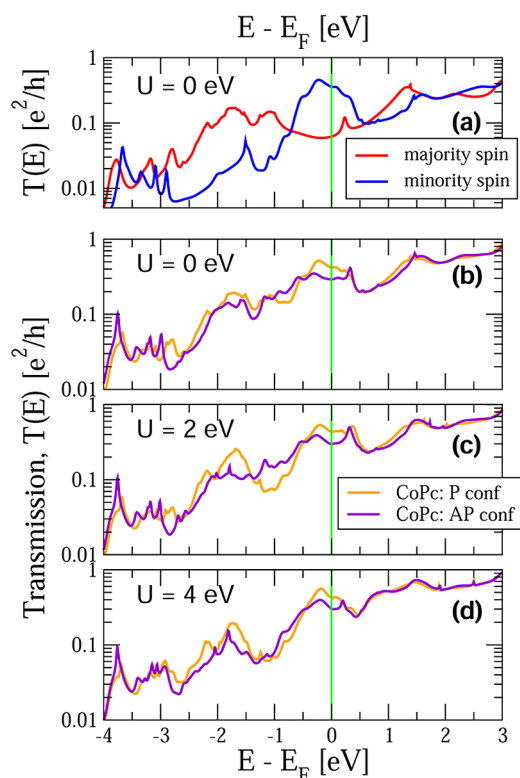 E - E_F [eV]
1
U = 0 eV
0.1
(a)
majority spin
0.01
minority spin
T(E) [e²/h]
1
U = 0 eV
(b)
0.1
0.01
1
U = 2 eV
(c)
0.1
CoPc: P conf
CoPc: AP conf
0.01
1
U = 4 eV
(d)
0.1
0.01
Transmission, T(E) [e²/h]
-4 -3 -2 -1 0 1 2 3
E - E_F [eV]